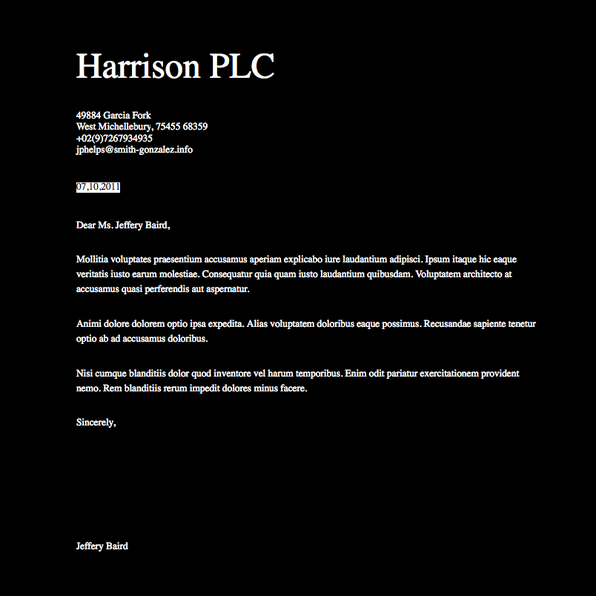 Harrison PLC
49884 Garcia Fork
West Michellebury, 75455 68359
+02(9)7267934935
jphelps@smith-gonzalez.info
07,10,2011
Dear Ms. Jeffery Baird,
Mollitia voluptates praesentium accusamus aperiam explicabo iure laudantium adipisci. Ipsum itaque hic eaque
veritatis iusto earum molestiae. Consequatur quia quam iusto laudantium quibusdam. Voluptatem architecto at
accusamus quasi perferendis aut aspernatur.
Animi dolore dolorem optio ipsa expedita. Alias voluptatem doloribus eaque possimus. Recusandae sapiente tenetur
optio ab ad accusamus doloribus.
Nisi cumque blanditiis dolor quod inventore vel harum temporibus. Enim odit pariatur exercitationem provident
nemo. Rem blanditiis rerum impedit dolores minus facere.
Sincerely,
Jeffery Baird